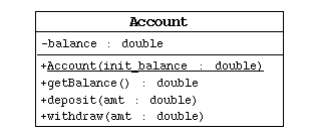 Account
-balance : double
+Account(init_balance : double)
+getBalance() : double
+deposit(amt : double)
+withdraw(amt : double)